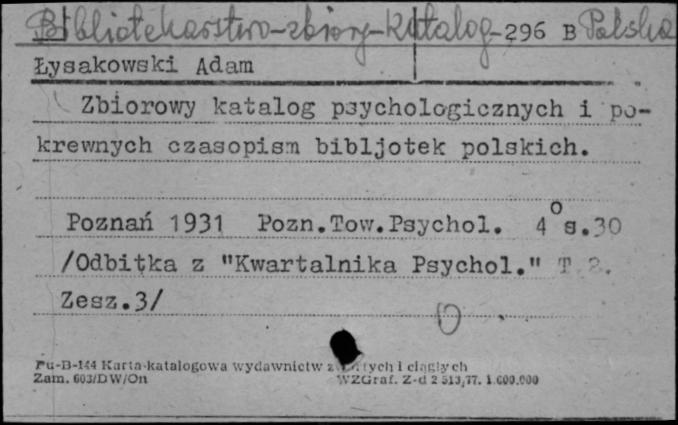 Bibliotekarstwo-zbiory-katalog-296 B Polska
Łysakowski Adam
Zbiorowy katalog psychologicznych i po-
krewnych czasopism bibljotek polskich.
Poznań 1931 Pozn.Tow.Psychol. 4° s.30
/Odbitka z "Kwartalnika Psychol." T.2.
Zesz.3/
Pu-B-144 Karta katalogowa wydawnictw zwartych i ciągłych
Zam. 603/DW/On WZGraf. Z-d 2 513/77. 1.000.000